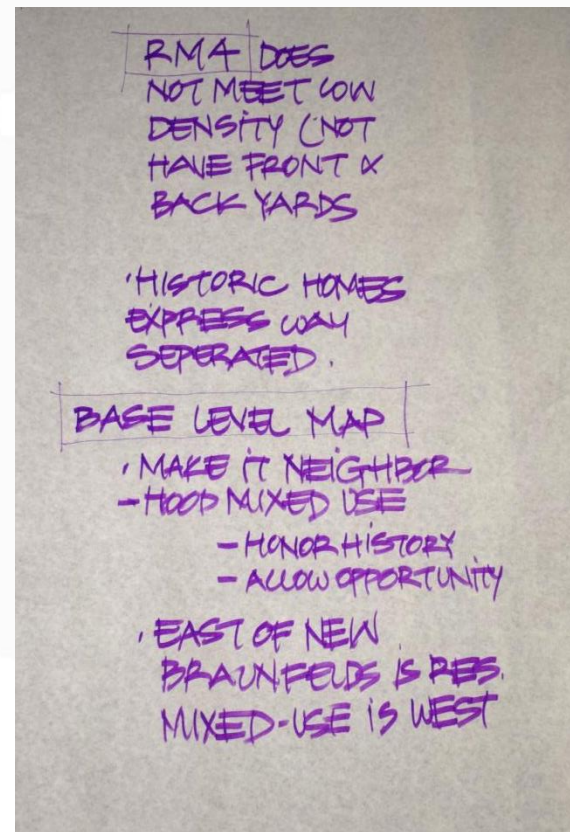 RM4 DOES
NOT MEET LOW
DENSITY (NOT
HAVE FRONT &
BACK YARDS
• HISTORIC HOMES
EXPRESS WAY
SEPERATED.
BASE LEVEL MAP
• MAKE IT NEIGHBOR
-HOOD MIXED USE
- HONOR HISTORY
- ALLOW OPPORTUNITY
• EAST OF NEW
BRAUNFELDS IS RES.
MIXED-USE IS WEST